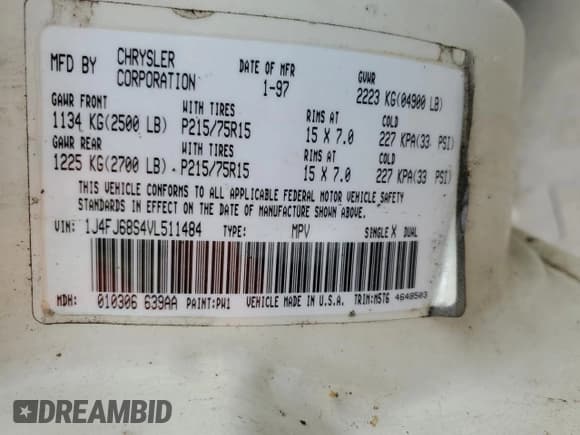 MFD BY CHRYSLER CORPORATION DATE OF MFR 1-97 GVWR 2223 KG(04900 LB)
GAWR FRONT WITH TIRES RIMS AT COLD
1134 KG(2500 LB) P215/75R15 15 X 7.0 227 KPA(33 PSI)
GAWR REAR WITH TIRES RIMS AT COLD
1225 KG(2700 LB) P215/75R15 15 X 7.0 227 KPA(33 PSI)
THIS VEHICLE CONFORMS TO ALL APPLICABLE FEDERAL MOTOR VEHICLE SAFETY
STANDARDS IN EFFECT ON THE DATE OF MANUFACTURE SHOWN ABOVE.
VIN: 1J4FJ68S4VL511484 TYPE: MPV SINGLE X DUAL
MDH: 010306 639AA PAINT:PW1 VEHICLE MADE IN U.S.A. TRIM:M5T6 4648503
DREAMBID